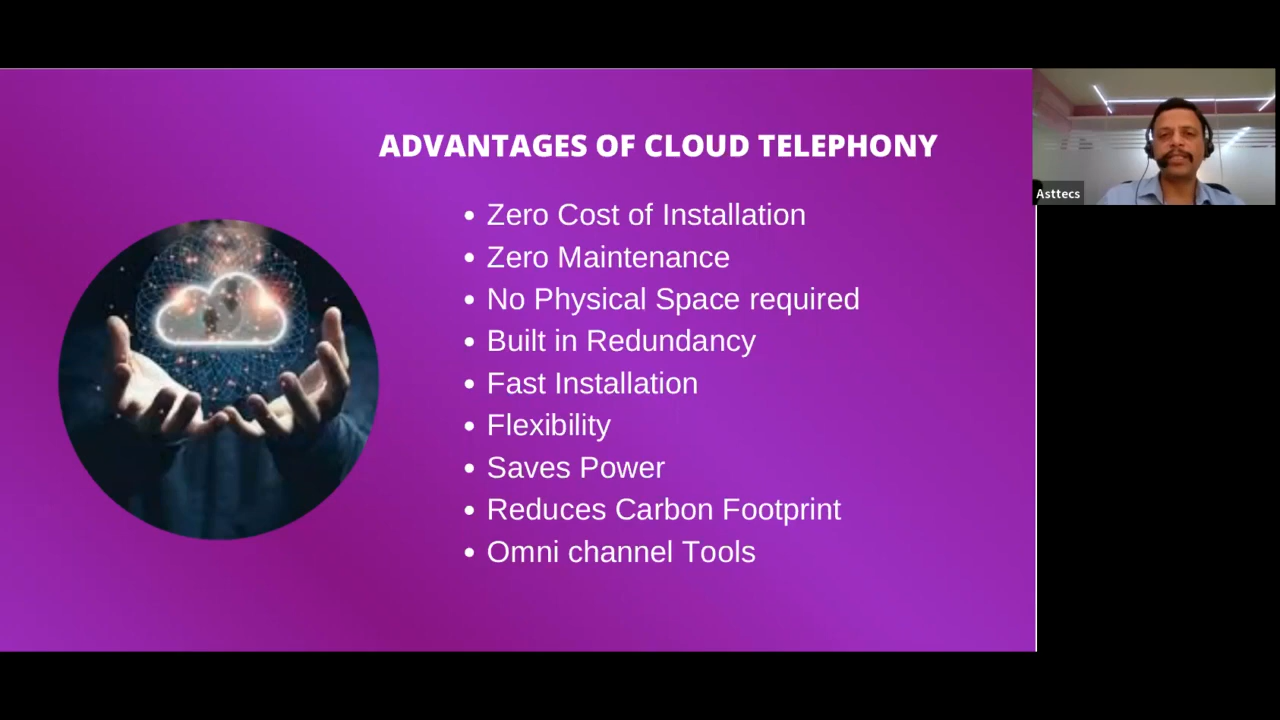 ADVANTAGES OF CLOUD TELEPHONY
• Zero Cost of Installation
• Zero Maintenance
• No Physical Space required
• Built in Redundancy
• Fast Installation
• Flexibility
• Saves Power
• Reduces Carbon Footprint
• Omni channel Tools
Asttecs